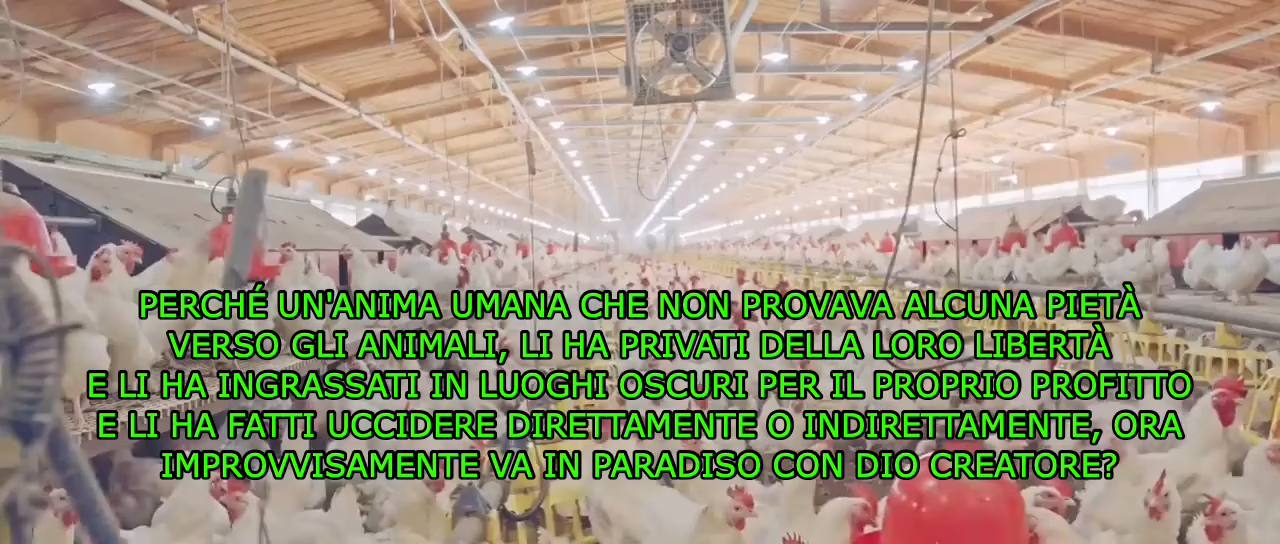 PERCHÉ UN'ANIMA UMANA CHE NON PROVAVA ALCUNA PIETÀ
VERSO GLI ANIMALI, LI HA PRIVATI DELLA LORO LIBERTÀ
E LI HA INGRASSATI IN LUOGHI OSCURI PER IL PROPRIO PROFITTO
E LI HA FATTI UCCIDERE DIRETTAMENTE O INDIRETTAMENTE, ORA
IMPROVVISAMENTE VA IN PARADISO CON DIO CREATORE?